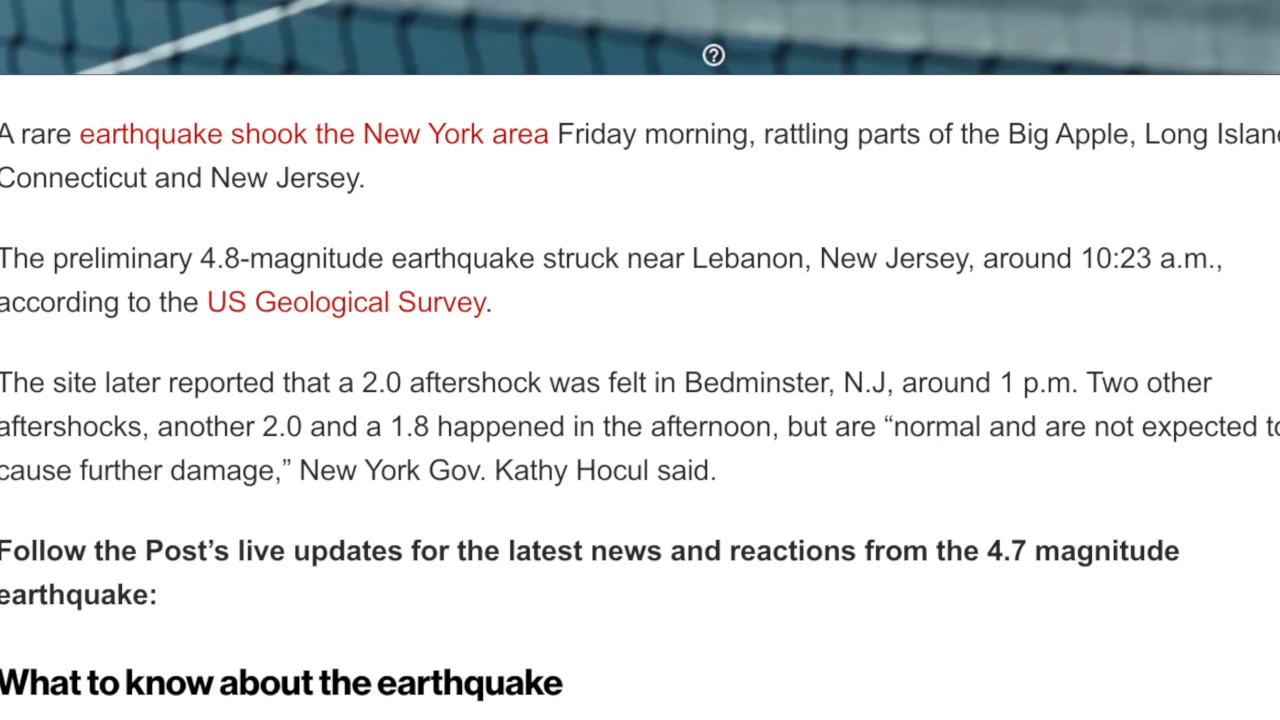 A rare earthquake shook the New York area Friday morning, rattling parts of the Big Apple, Long Island
Connecticut and New Jersey.
The preliminary 4.8-magnitude earthquake struck near Lebanon, New Jersey, around 10:23 a.m.,
according to the US Geological Survey.
The site later reported that a 2.0 aftershock was felt in Bedminster, N.J, around 1 p.m. Two other
aftershocks, another 2.0 and a 1.8 happened in the afternoon, but are “normal and are not expected to
cause further damage,” New York Gov. Kathy Hocul said.
Follow the Post’s live updates for the latest news and reactions from the 4.7 magnitude
earthquake:
What to know about the earthquake